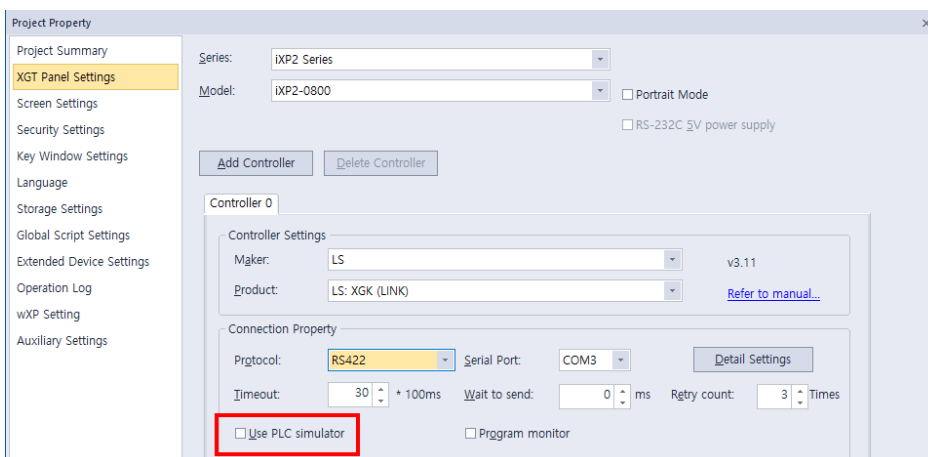 Project Property
Project Summary
XGT Panel Settings
Screen Settings
Security Settings
Key Window Settings
Language
Storage Settings
Global Script Settings
Extended Device Settings
Operation Log
wXP Setting
Auxiliary Settings
Series: iXP2 Series
Model: iXP2-0800 Portrait Mode
RS-232C 5V power supply
Add Controller Delete Controller
Controller 0
Controller Settings
Maker: LS v3.11
Product: LS: XGK (LINK) Refer to manual...
Connection Property
Protocol: RS422 Serial Port: COM3 Detail Settings
Timeout: 30 * 100ms Wait to send: 0 ms Retry count: 3 Times
Use PLC simulator Program monitor